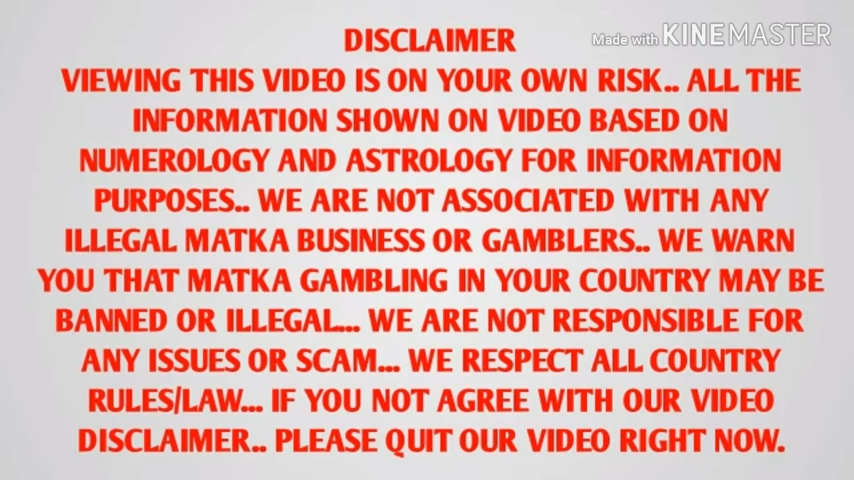 DISCLAIMER
Made with KINEMASTER
VIEWING THIS VIDEO IS ON YOUR OWN RISK.. ALL THE
INFORMATION SHOWN ON VIDEO BASED ON
NUMEROLOGY AND ASTROLOGY FOR INFORMATION
PURPOSES.. WE ARE NOT ASSOCIATED WITH ANY
ILLEGAL MATKA BUSINESS OR GAMBLERS.. WE WARN
YOU THAT MATKA GAMBLING IN YOUR COUNTRY MAY BE
BANNED OR ILLEGAL... WE ARE NOT RESPONSIBLE FOR
ANY ISSUES OR SCAM... WE RESPECT ALL COUNTRY
RULES/LAW... IF YOU NOT AGREE WITH OUR VIDEO
DISCLAIMER.. PLEASE QUIT OUR VIDEO RIGHT NOW.